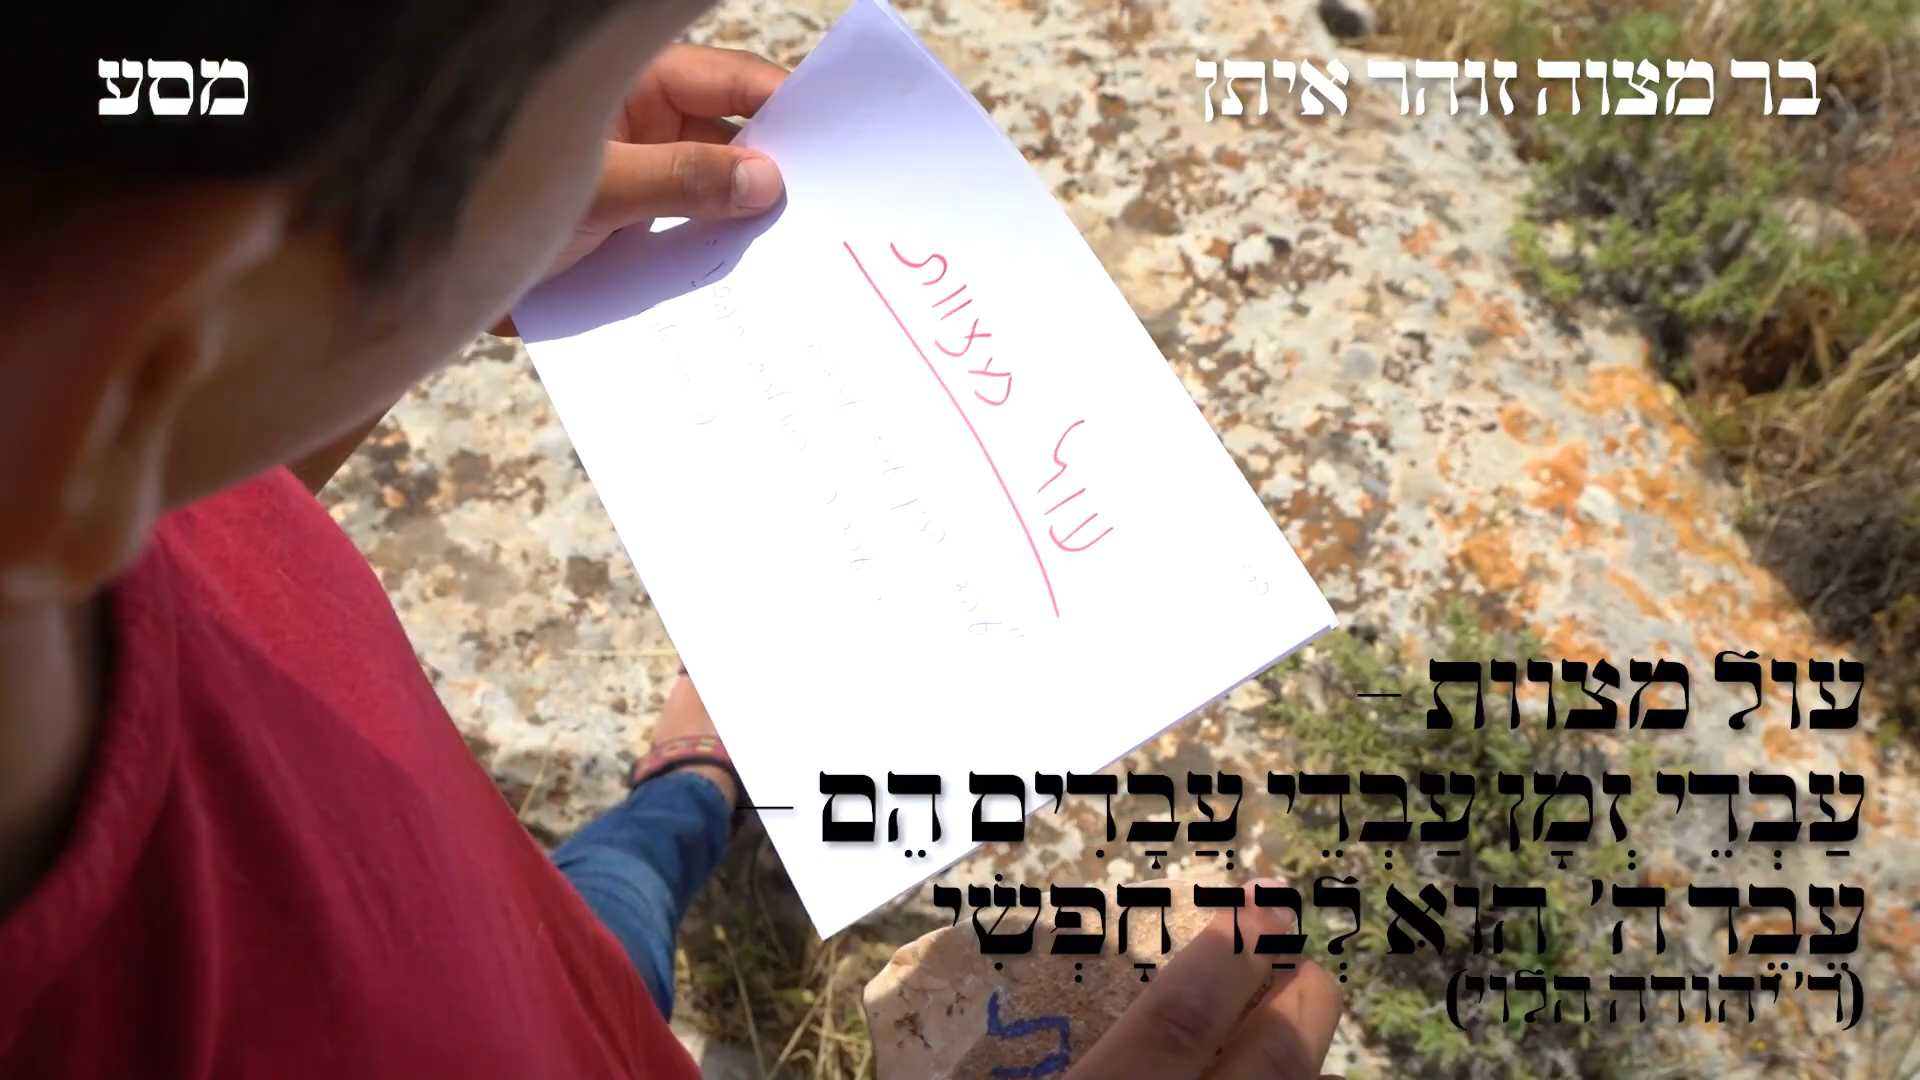 בר מצוה זוהר איתן
מסע
עול מצוות
עול מצוות –
עַבְדֵי זְמָן עַבְדֵי עֲבָדִים הֵם –
עֶבֶד ה' הוּא לְבַד חָפְשִׁי
(ר' יהודה הלוי)
ל